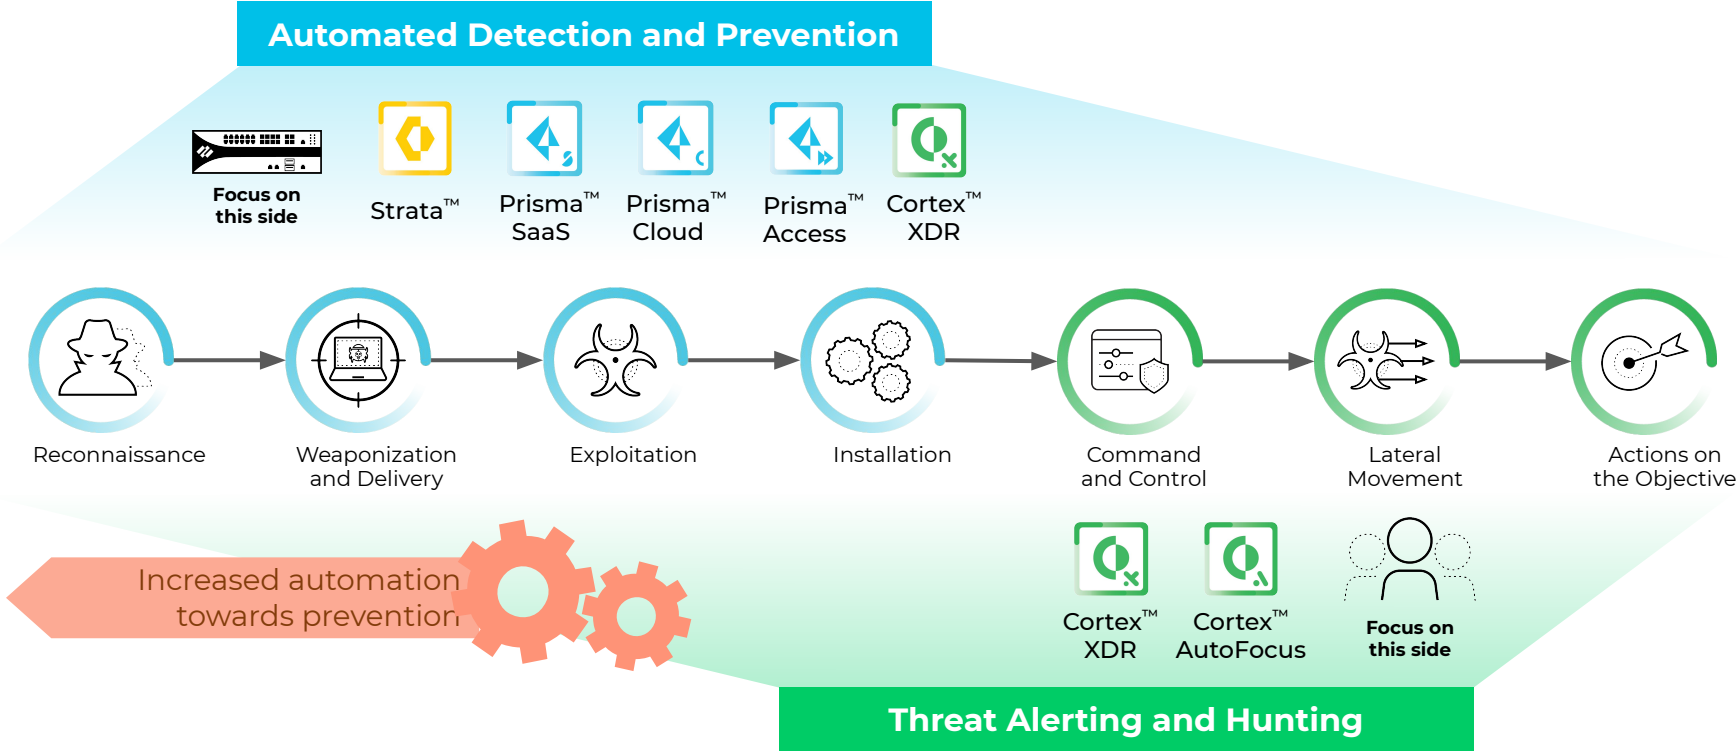 Automated Detection and Prevention
Focus on
this side
Strata™
Prisma™
SaaS
Prisma™
Cloud
Prisma™
Access
Cortex™
XDR
Reconnaissance
Weaponization
and Delivery
Exploitation
Installation
Command
and Control
Lateral
Movement
Actions on
the Objective
Increased automation
towards prevention
Cortex™
XDR
Cortex™
AutoFocus
Focus on
this side
Threat Alerting and Hunting